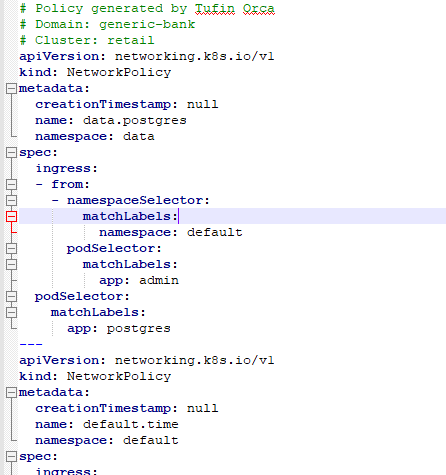 # Policy generated by Tufin Orca
# Domain: generic-bank
# Cluster: retail
apiVersion: networking.k8s.io/v1
kind: NetworkPolicy
metadata:
  creationTimestamp: null
  name: data.postgres
  namespace: data
spec:
  ingress:
  - from:
    - namespaceSelector:
        matchLabels:
          namespace: default
      podSelector:
        matchLabels:
          app: admin
  podSelector:
    matchLabels:
      app: postgres
---
apiVersion: networking.k8s.io/v1
kind: NetworkPolicy
metadata:
  creationTimestamp: null
  name: default.time
  namespace: default
spec:
  ingress: